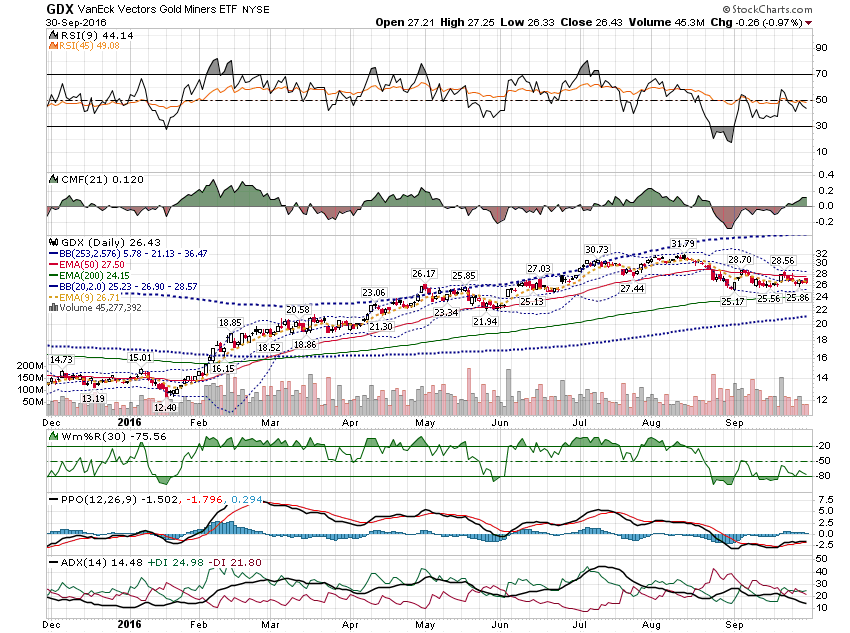 GDX VanEck Vectors Gold Miners ETF NYSE © StockCharts.com
30-Sep-2016 Open 27.21 High 27.25 Low 26.33 Close 26.43 Volume 45.3M Chg -0.26 (-0.97%)
RSI(9) 44.14
RSI(45) 49.08
90
70
50
30
10
CMF(21) 0.120
0.4
0.2
0.0
-0.2
GDX (Daily) 26.43
BB(253,2.576) 5.78 - 21.13 - 36.47
EMA(50) 27.50
EMA(200) 24.15
BB(20,2.0) 25.23 - 26.90 - 28.57
EMA(9) 26.71
Volume 45,277,392
31.79
30.73
28.70 28.56
27.03
26.17 25.85
27.44
23.06
25.13
25.17 25.56 25.86
23.34
21.94
20.58
21.30
18.85
18.52 18.86
16.15
14.73 15.01
13.19
12.40
32
30
28
26
24
22
20
18
16
14
12
200M
150M
100M
50M
Dec 2016 Feb Mar Apr May Jun Jul Aug Sep
Wm%R(30) -75.56
-20
-50
-80
PPO(12,26,9) -1.502, -1.796, 0.294
7.5
5.0
2.5
0.0
-2.5
ADX(14) 14.48 +DI 24.98 -DI 21.80
50
40
30
20
10
Dec 2016 Feb Mar Apr May Jun Jul Aug Sep